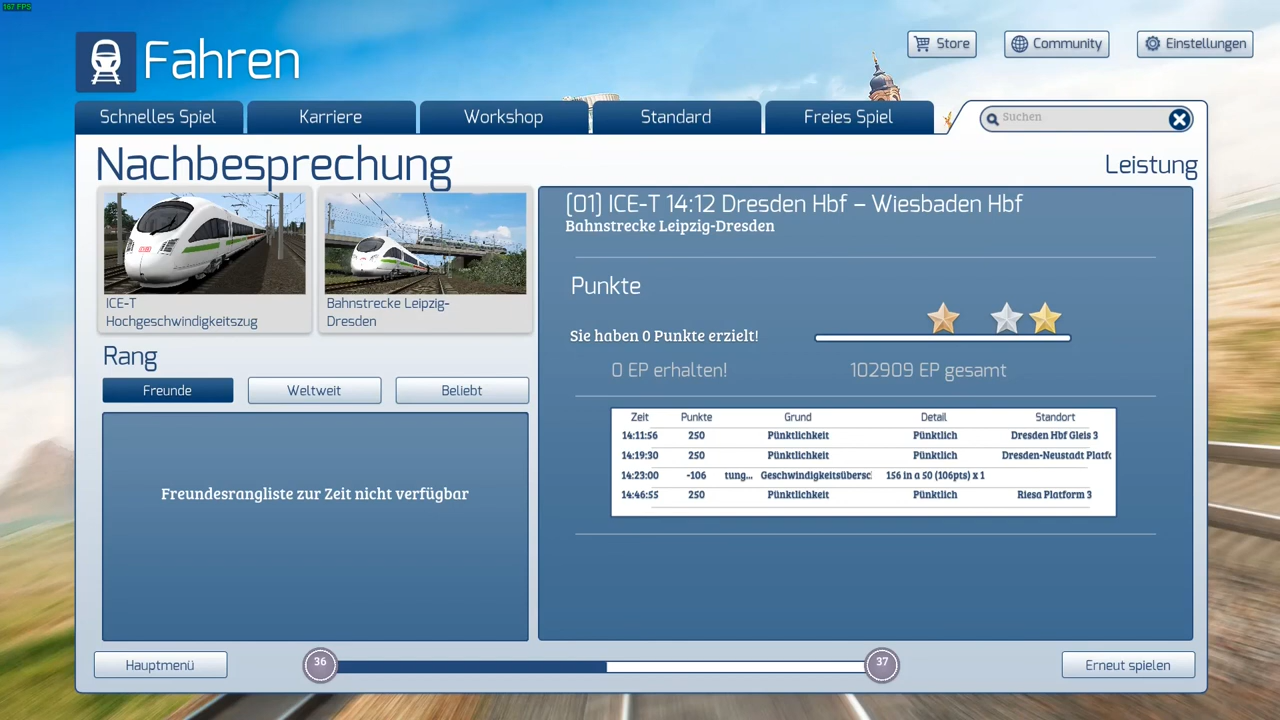 167 FPS
Fahren
Store
Community
Einstellungen
Schnelles Spiel
Karriere
Workshop
Standard
Freies Spiel
Suchen
Nachbesprechung
Leistung
ICE-T
Hochgeschwindigkeitszug
Bahnstrecke Leipzig-
Dresden
Rang
Freunde
Weltweit
Beliebt
Freundesrangliste zur Zeit nicht verfügbar
[01] ICE-T 14:12 Dresden Hbf – Wiesbaden Hbf
Bahnstrecke Leipzig-Dresden
Punkte
Sie haben 0 Punkte erzielt!
0 EP erhalten!
102909 EP gesamt
Zeit Punkte Grund Detail Standort
14:11:56 250 Pünktlichkeit Pünktlich Dresden Hbf Gleis 3
14:19:30 250 Pünktlichkeit Pünktlich Dresden-Neustadt Platfo
14:23:00 -106 tung... Geschwindigkeitsübersc 156 in a 50 (106pts) x 1
14:46:55 250 Pünktlichkeit Pünktlich Riesa Platform 3
Hauptmenü
36
37
Erneut spielen